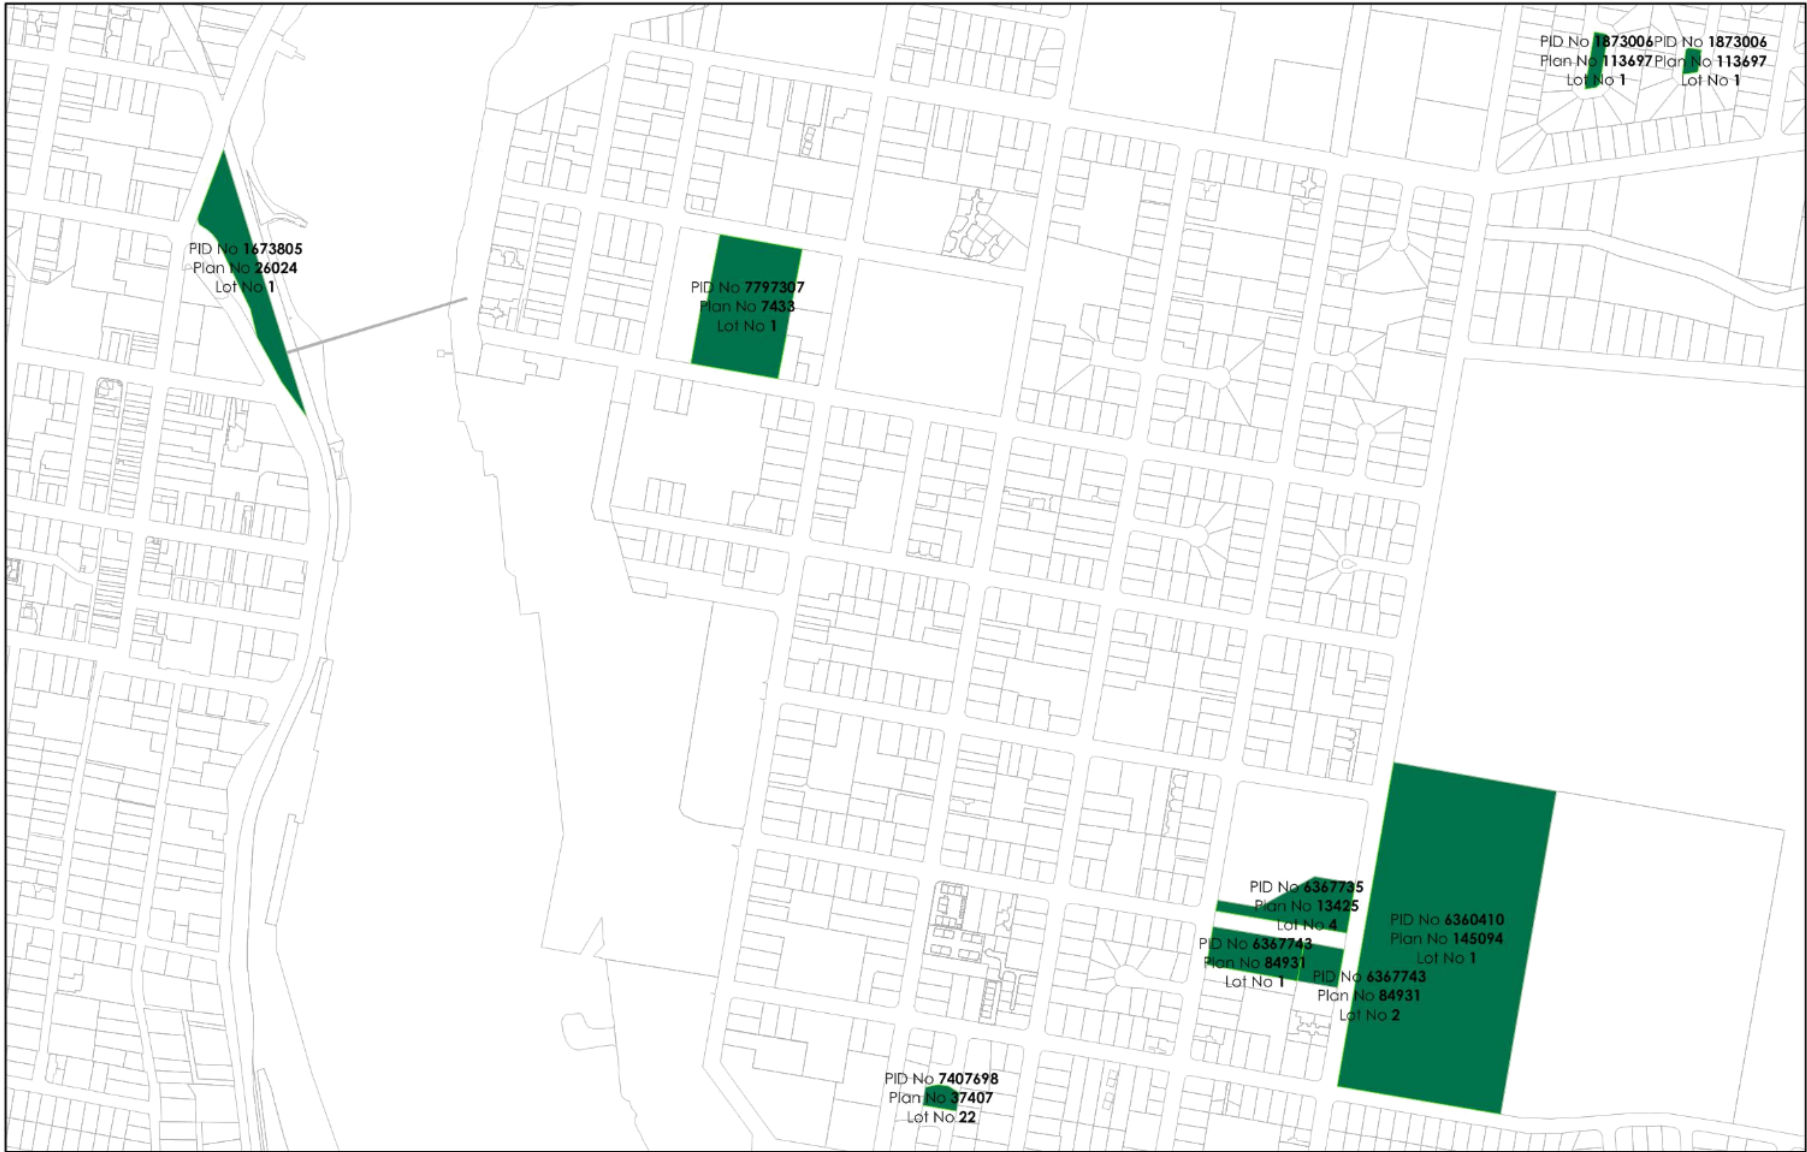 PID No 1873006
Plan No 113697
Lot No 1
PID No 1873006
Plan No 113697
Lot No 1
PID No 1673805
Plan No 26024
Lot No 1
PID No 7797307
Plan No 7433
Lot No 1
PID No 6367735
Plan No 13425
Lot No 4
PID No 6360410
Plan No 145094
Lot No 1
PID No 6367743
Plan No 84931
Lot No 1
PID No 6367743
Plan No 84931
Lot No 2
PID No 7407698
Plan No 37407
Lot No 22